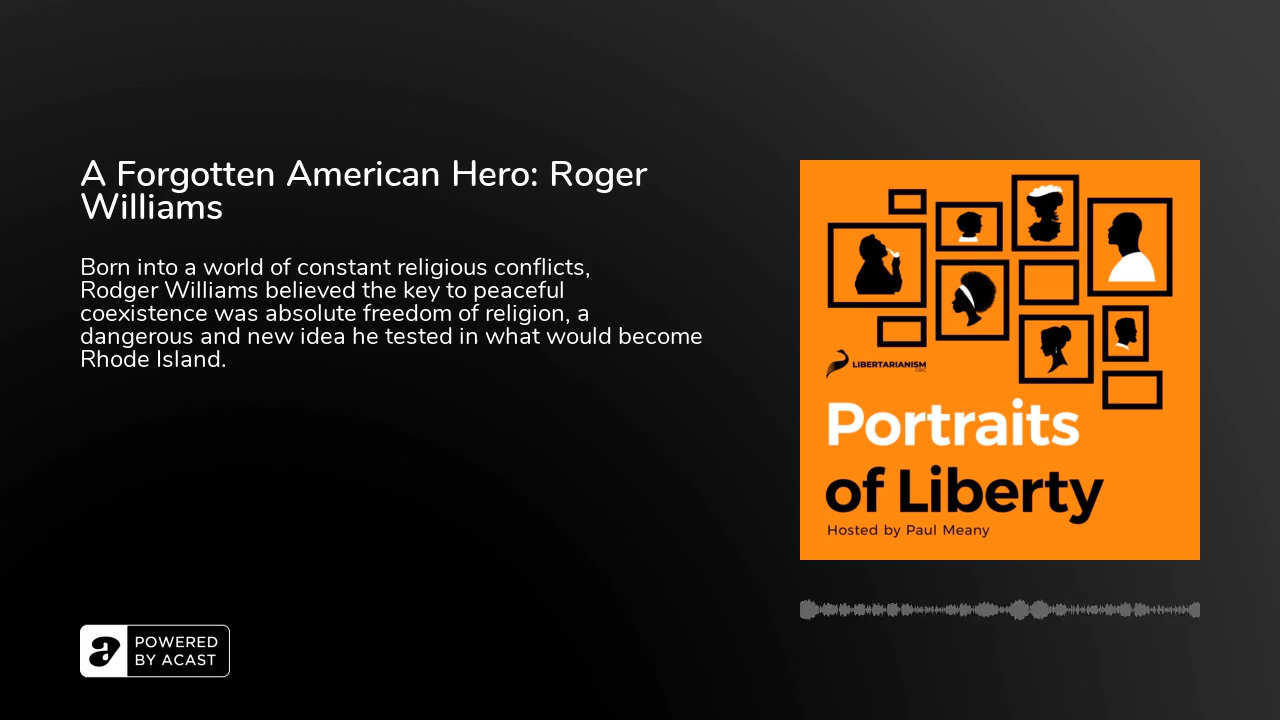 A Forgotten American Hero: Roger
Williams
Born into a world of constant religious conflicts,
Rodger Williams believed the key to peaceful
coexistence was absolute freedom of religion, a
dangerous and new idea he tested in what would become
Rhode Island.
LIBERTARIANISM
.ORG
Portraits
of Liberty
Hosted by Paul Meany
a
POWERED
BY ACAST